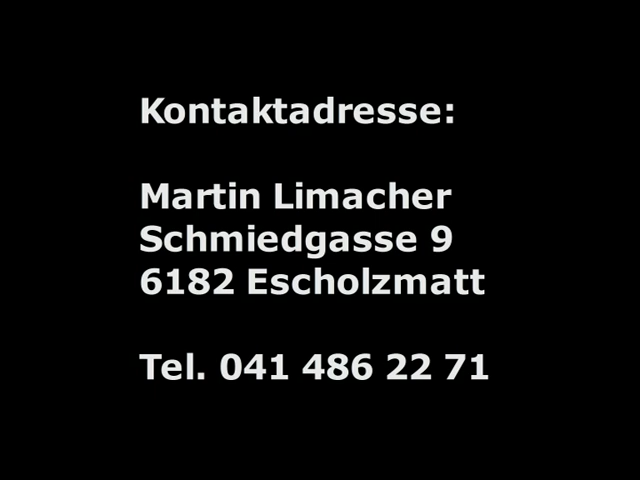 Kontaktadresse:
Martin Limacher
Schmiedgasse 9
6182 Escholzmatt
Tel. 041 486 22 71